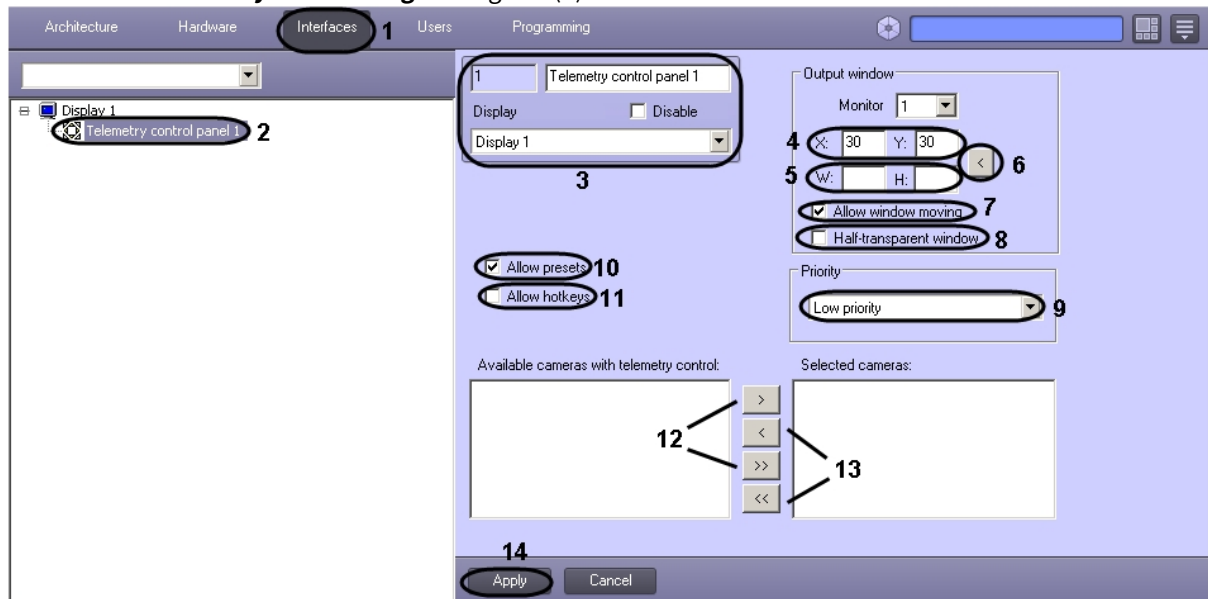 Architecture Hardware Interfaces 1 Users Programming
1 Telemetry control panel 1
Display Disable
Display 1
3
Display 1
Telemetry control panel 1 2
Output window
Monitor 1
4 X: 30 Y: 30
5 W: H:
< 6
Allow window moving 7
Half-transparent window 8
Allow presets 10
Allow hotkeys 11
Priority
Low priority 9
Available cameras with telemetry control:
Selected cameras:
>
<
>>
<<
12
13
14
Apply Cancel